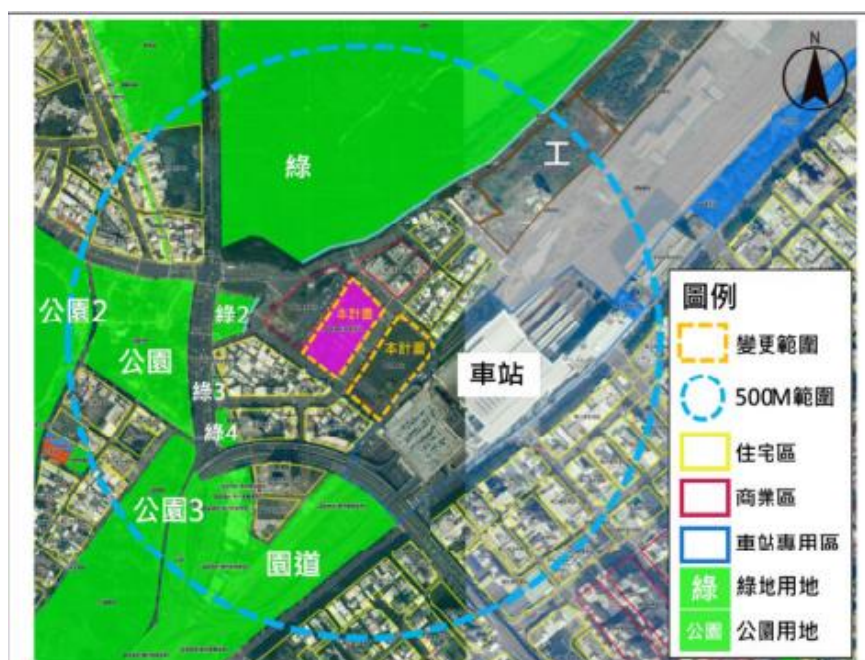 N
工
綠
公園2
綠2
本計畫
公園
本計畫
綠3
車站
綠4
公園3
園道
圖例
變更範圍
500M範圍
住宅區
商業區
車站專用區
綠 綠地用地
公園 公園用地